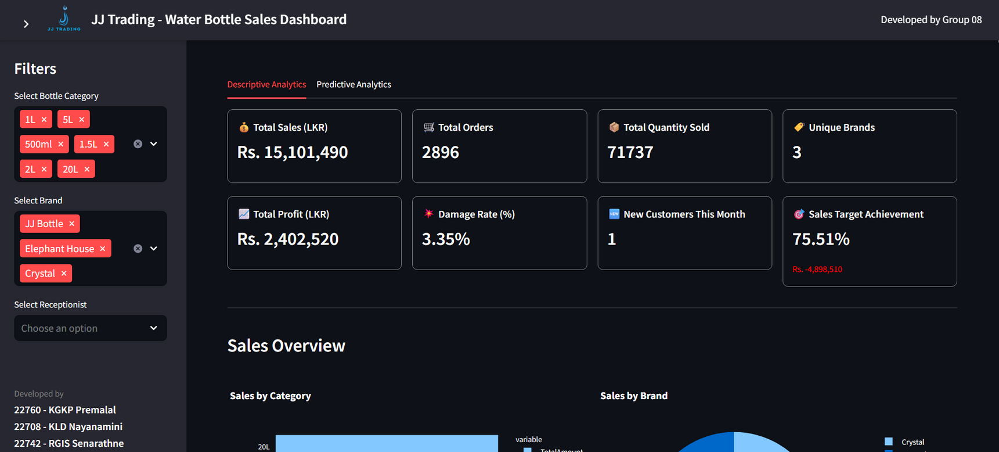 JJ TRADING
JJ Trading - Water Bottle Sales Dashboard
Developed by Group 08
Filters
Select Bottle Category
1L ×
5L ×
500ml ×
1.5L ×
2L ×
20L ×
Select Brand
JJ Bottle ×
Elephant House ×
Crystal ×
Select Receptionist
Choose an option
Developed by
22760 - KGKP Premalal
22708 - KLD Nayanamini
22742 - RGIS Senarathne
Descriptive Analytics
Predictive Analytics
Total Sales (LKR)
Rs. 15,101,490
Total Orders
2896
Total Quantity Sold
71737
Unique Brands
3
Total Profit (LKR)
Rs. 2,402,520
Damage Rate (%)
3.35%
NEW
New Customers This Month
1
Sales Target Achievement
75.51%
Rs. -4,898,510
Sales Overview
Sales by Category
20L
variable
TotalAmount
Sales by Brand
Crystal